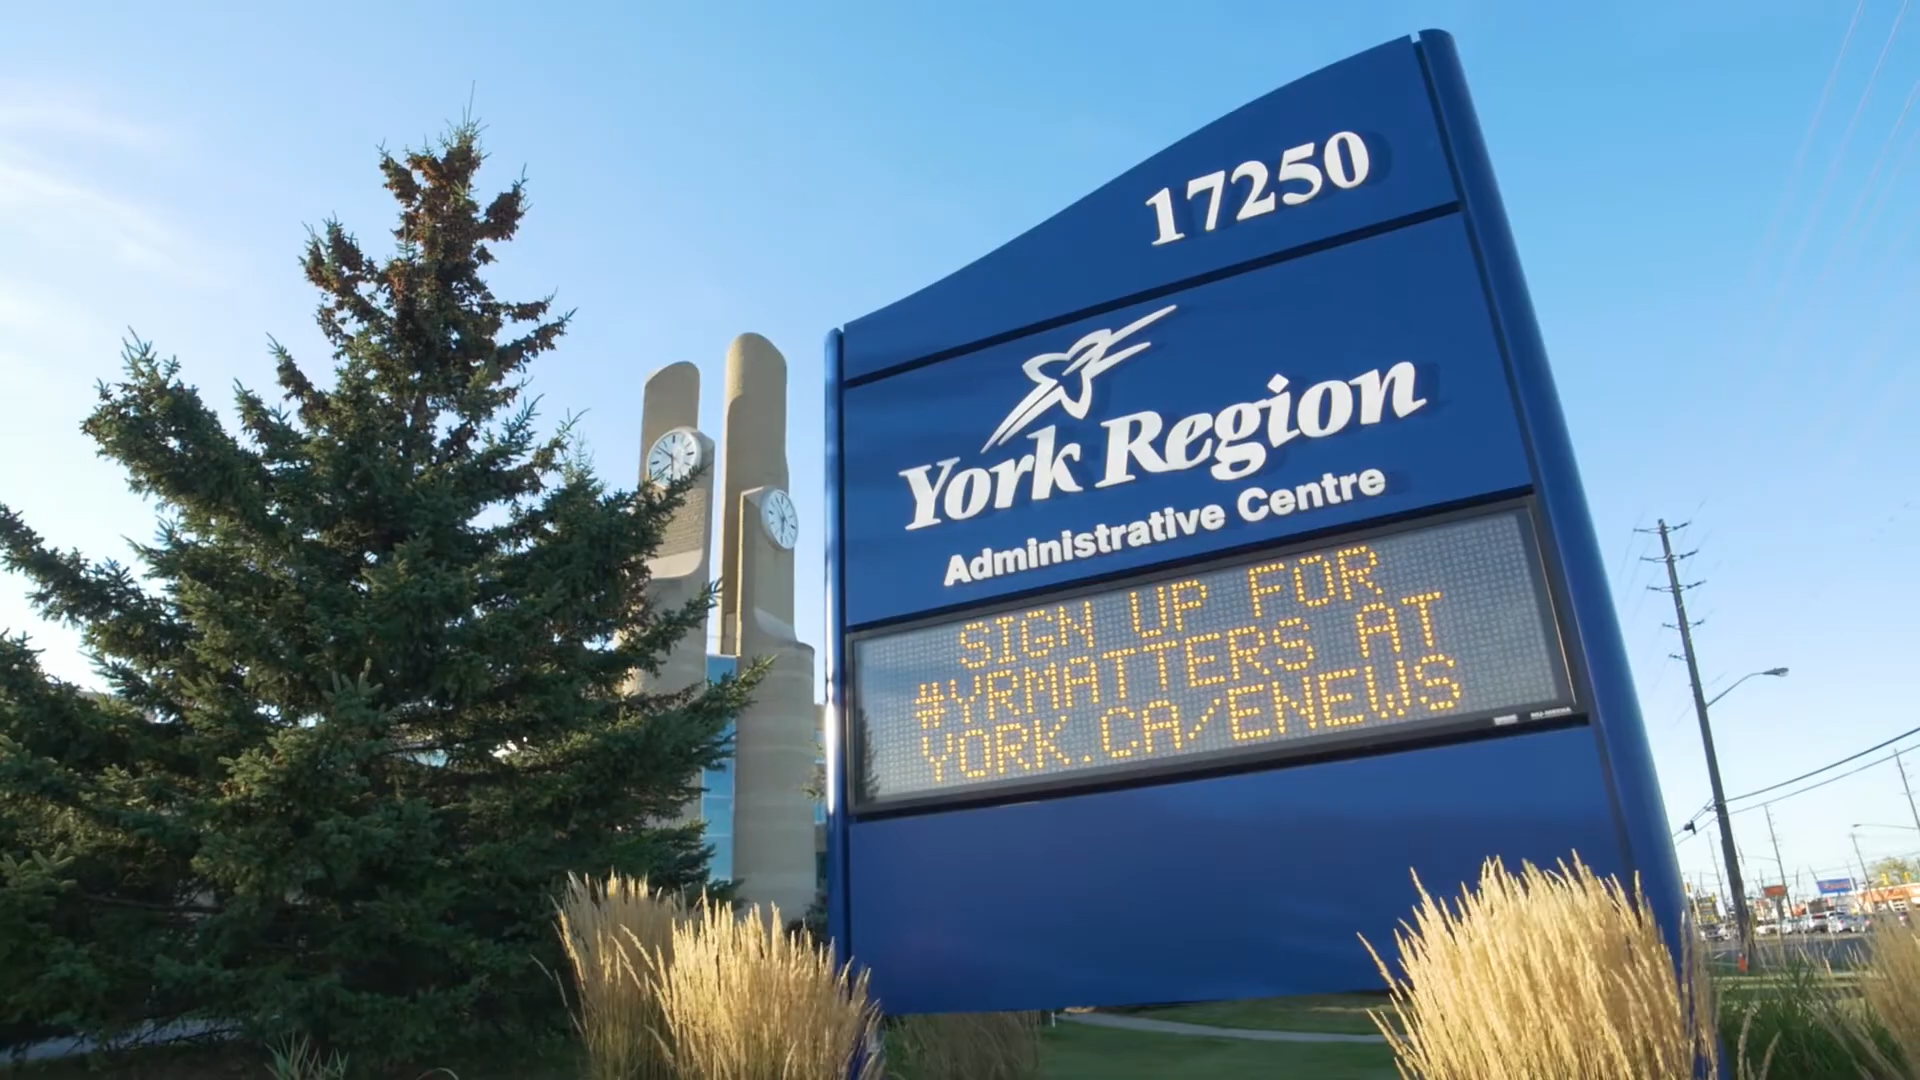 17250
York Region
Administrative Centre
SIGN UP FOR
#YRMATTERS AT
YORK.CA/ENEWS